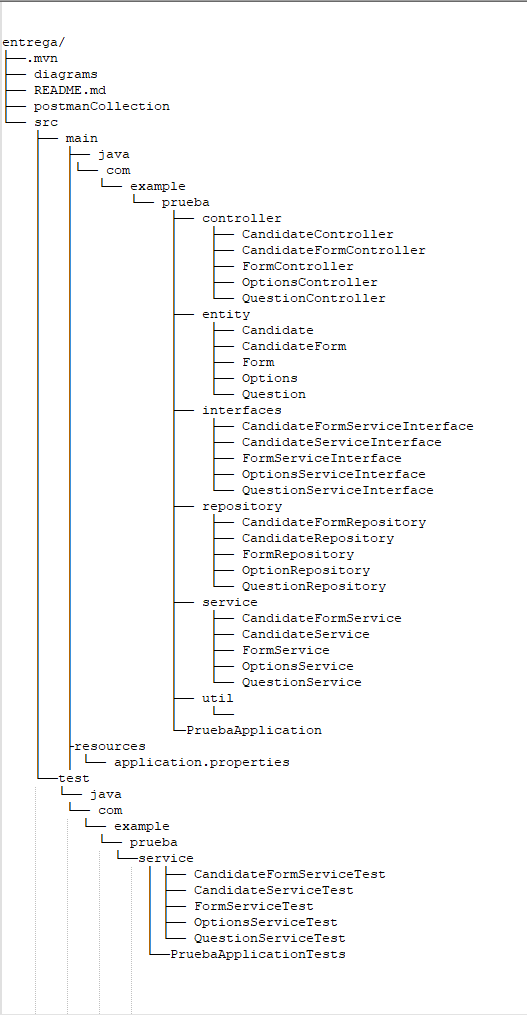 entrega/
.mvn
diagrams
README.md
postmanCollection
src
main
java
com
example
prueba
controller
CandidateController
CandidateFormController
FormController
OptionsController
QuestionController
entity
Candidate
CandidateForm
Form
Options
Question
interfaces
CandidateFormServiceInterface
CandidateServiceInterface
FormServiceInterface
OptionsServiceInterface
QuestionServiceInterface
repository
CandidateFormRepository
CandidateRepository
FormRepository
OptionRepository
QuestionRepository
service
CandidateFormService
CandidateService
FormService
OptionsService
QuestionService
util
PruebaApplication
resources
application.properties
test
java
com
example
prueba
service
CandidateFormServiceTest
CandidateServiceTest
FormServiceTest
OptionsServiceTest
QuestionServiceTest
PruebaApplicationTests